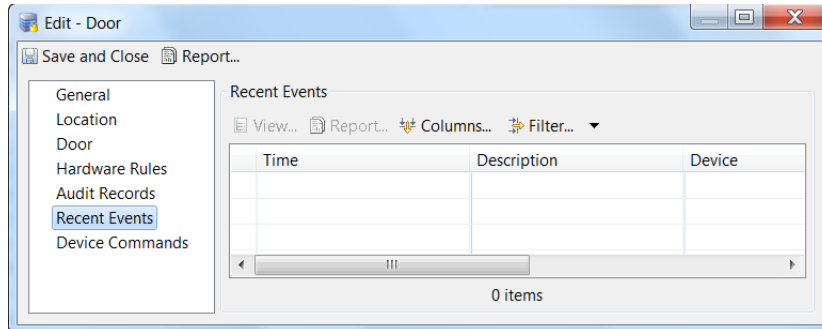 Edit - Door
Save and Close Report...
General
Location
Door
Hardware Rules
Audit Records
Recent Events
Device Commands
Recent Events
View... Report... Columns... Filter...
Time Description Device
0 items